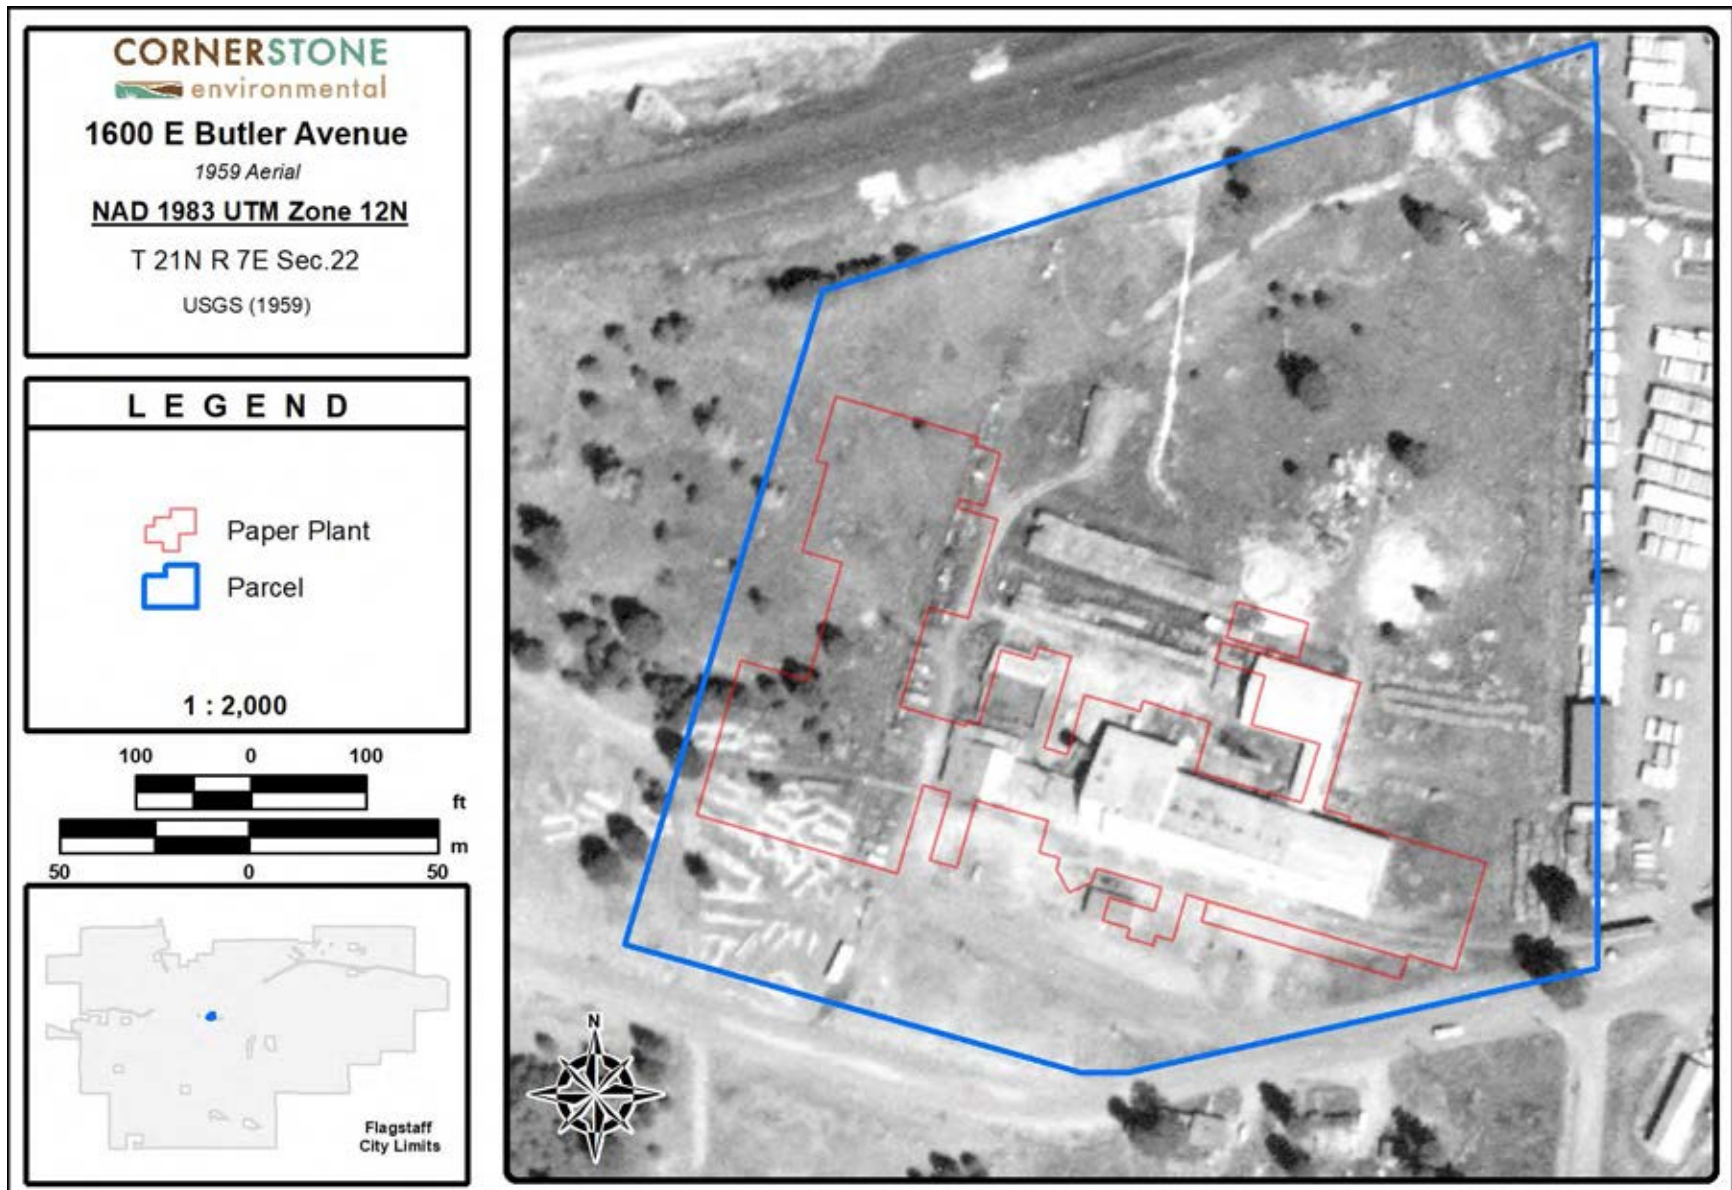 CORNERSTONE
environmental
1600 E Butler Avenue
1959 Aerial
NAD 1983 UTM Zone 12N
T 21N R 7E Sec.22
USGS (1959)
LEGEND
Paper Plant
Parcel
1 : 2,000
100 0 100
ft
m
50 0 50
Flagstaff
City Limits
N